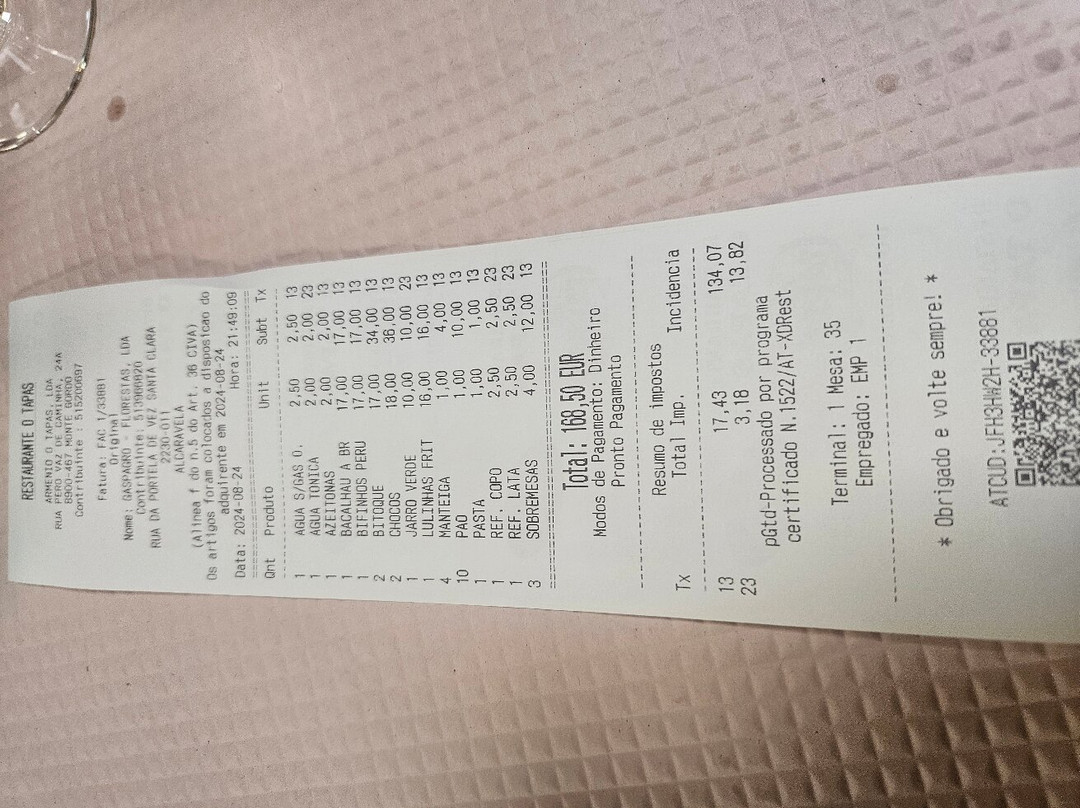 RESTAURANTE O TAPAS
ARMENIO O TAPAS, LDA
RUA PERO VAZ DE CAMINHA, 24A
8900-467 MONTE GORDO
Contribuinte : 515200697
Fatura: FAC 1/33881
Original
Nome: GASPAGRO - FLORESTAS, LDA
Contribuinte 513969920
RUA DA PORTELA DE VEZ SANTA CLARA
2230-011
ALCARAVELA
(Alinea f do n.5 do Art. 36 CIVA)
Os artigos foram colocados a disposicao do
adquirente em 2024-08-24
Data: 2024-08-24 Hora: 21:49:09
Qnt Produto Unit Subt Tx
1 AGUA S/GAS 0. 2,50 2,50 13
1 AGUA TONICA 2,00 2,00 23
1 AZEITONAS 2,00 2,00 13
1 BACALHAU A BR 17,00 17,00 13
1 BIFINHOS PERU 17,00 17,00 13
2 BITOQUE 17,00 34,00 13
2 CHOCOS 18,00 36,00 13
1 JARRO VERDE 10,00 10,00 23
1 LULINHAS FRIT 16,00 16,00 13
4 MANTEIGA 1,00 4,00 13
10 PAO 1,00 10,00 13
1 PASTA 1,00 1,00 13
1 REF. COPO 2,50 2,50 23
1 REF. LATA 2,50 2,50 23
3 SOBREMESAS 4,00 12,00 13
Total: 168,50 EUR
Modos de Pagamento: Dinheiro
Pronto Pagamento
Resumo de impostos
Tx Total Imp. Incidencia
13 17,43 134,07
23 3,18 13,82
pGtd-Processado por programa
certificado N.1522/AT-XDRest
Terminal: 1 Mesa: 35
Empregado: EMP 1
* Obrigado e volte sempre! *